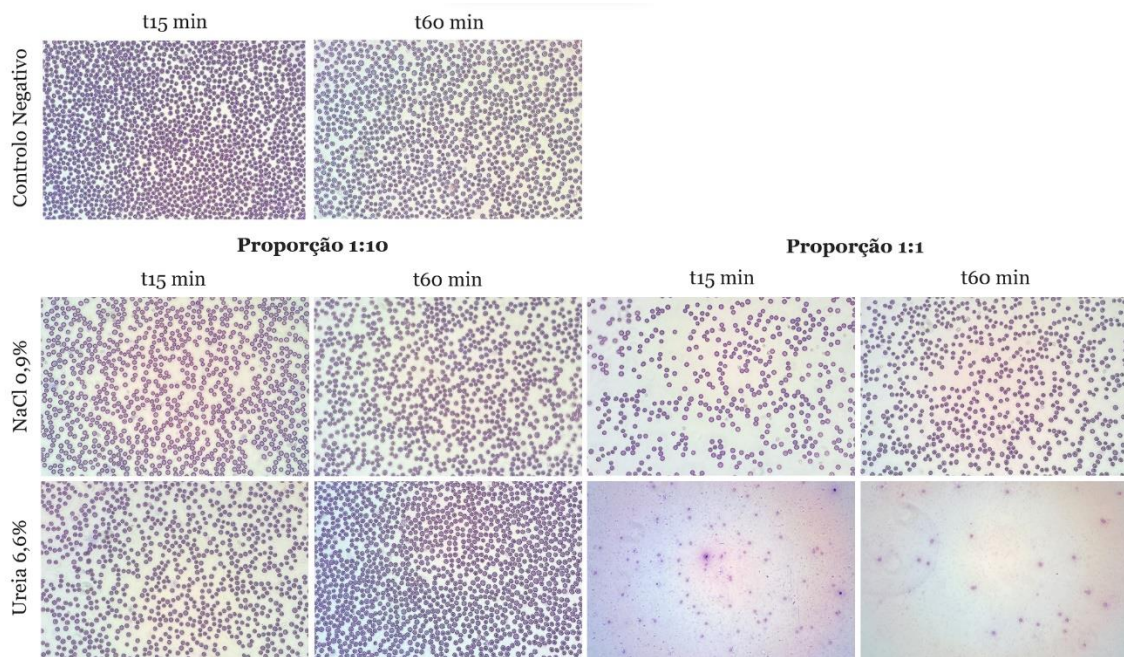 t15 min
t60 min
Controlo Negativo
Proporção 1:10
Proporção 1:1
t15 min
t60 min
t15 min
t60 min
NaCl 0,9%
Ureia 6,6%